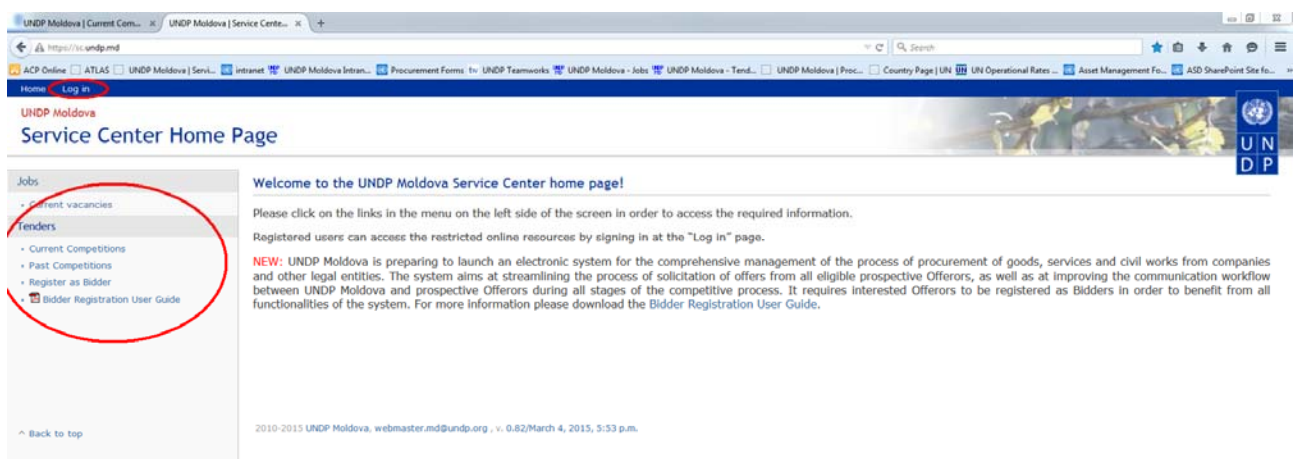 UNDP Moldova | Current Com... × UNDP Moldova | Service Cente... × +
https://sc.undp.md Search
ACP Online ATLAS UNDP Moldova | Servi... intranet UNDP Moldova Intran... Procurement Forms UNDP Teamworks UNDP Moldova - Jobs UNDP Moldova - Tend... UNDP Moldova | Proc... Country Page | UN UN Operational Rates ... Asset Management Fo... ASD SharePoint Site fo... »
Home Log in
UNDP Moldova
Service Center Home Page
U N
D P
Jobs
Current vacancies
Tenders
Current Competitions
Past Competitions
Register as Bidder
Bidder Registration User Guide
^ Back to top
Welcome to the UNDP Moldova Service Center home page!
Please click on the links in the menu on the left side of the screen in order to access the required information.
Registered users can access the restricted online resources by signing in at the "Log in" page.
NEW: UNDP Moldova is preparing to launch an electronic system for the comprehensive management of the process of procurement of goods, services and civil works from companies
and other legal entities. The system aims at streamlining the process of solicitation of offers from all eligible prospective Offerors, as well as at improving the communication workflow
between UNDP Moldova and prospective Offerors during all stages of the competitive process. It requires interested Offerors to be registered as Bidders in order to benefit from all
functionalities of the system. For more information please download the Bidder Registration User Guide.
2010-2015 UNDP Moldova, webmaster.md@undp.org , v. 0.82/March 4, 2015, 5:53 p.m.